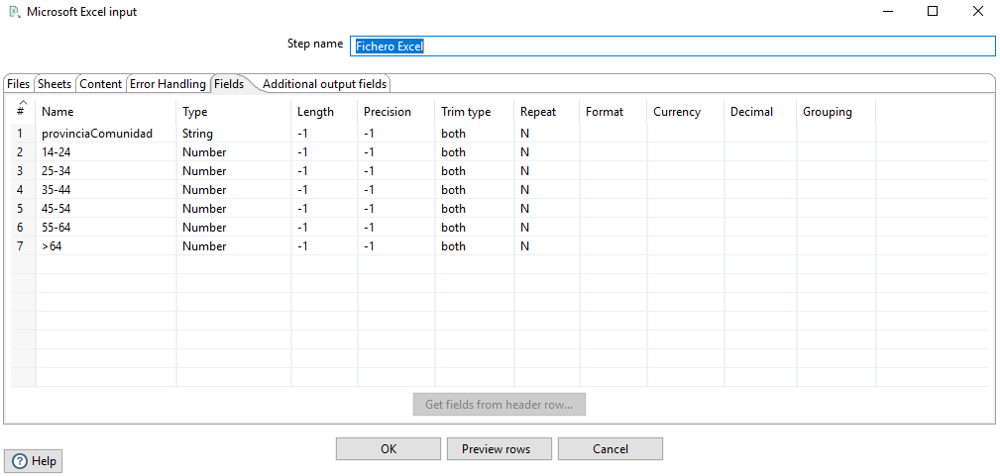 Microsoft Excel input
Step name Fichero Excel
Files Sheets Content Error Handling Fields Additional output fields
# Name Type Length Precision Trim type Repeat Format Currency Decimal Grouping
1 provinciaComunidad String -1 -1 both N
2 14-24 Number -1 -1 both N
3 25-34 Number -1 -1 both N
4 35-44 Number -1 -1 both N
5 45-54 Number -1 -1 both N
6 55-64 Number -1 -1 both N
7 >64 Number -1 -1 both N
Get fields from header row...
OK Preview rows Cancel
? Help